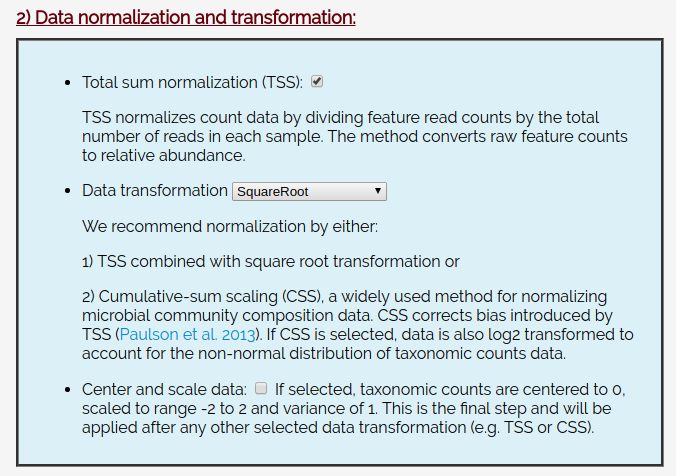 2) Data normalization and transformation:
Total sum normalization (TSS):
TSS normalizes count data by dividing feature read counts by the total
number of reads in each sample. The method converts raw feature counts
to relative abundance.
Data transformation SquareRoot
We recommend normalization by either:
1) TSS combined with square root transformation or
2) Cumulative-sum scaling (CSS), a widely used method for normalizing
microbial community composition data. CSS corrects bias introduced by
TSS (Paulson et al. 2013). If CSS is selected, data is also log2 transformed to
account for the non-normal distribution of taxonomic counts data.
Center and scale data: If selected, taxonomic counts are centered to 0,
scaled to range -2 to 2 and variance of 1. This is the final step and will be
applied after any other selected data transformation (e.g. TSS or CSS).